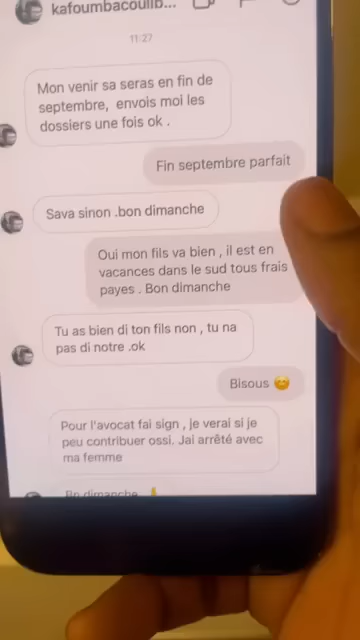 kafoumbacoulib...
11:27
Mon venir sa seras en fin de
septembre, envois moi les
dossiers une fois ok .
Fin septembre parfait
Sava sinon .bon dimanche
Oui mon fils va bien , il est en
vacances dans le sud tous frais
payes . Bon dimanche
Tu as bien di ton fils non , tu na
pas di notre .ok
Bisous 😊
Pour l'avocat fai sign , je verai si je
peu contribuer ossi. Jai arrêté avec
ma femme
Bn dimanche